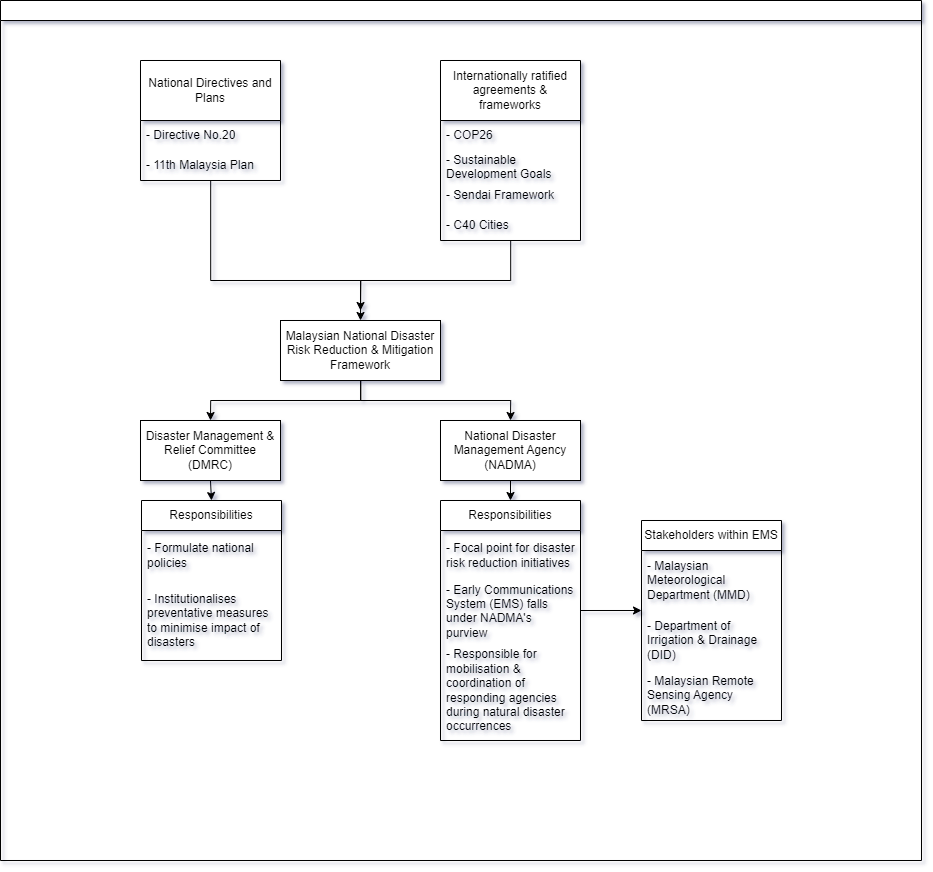 National Directives and
Plans
- Directive No.20
- 11th Malaysia Plan
Internationally ratified
agreements &
frameworks
- COP26
- Sustainable
Development Goals
- Sendai Framework
- C40 Cities
Malaysian National Disaster
Risk Reduction & Mitigation
Framework
Disaster Management &
Relief Committee
(DMRC)
National Disaster
Management Agency
(NADMA)
Responsibilities
- Formulate national
policies
- Institutionalises
preventative measures
to minimise impact of
disasters
Responsibilities
- Focal point for disaster
risk reduction initiatives
- Early Communications
System (EMS) falls
under NADMA's
purview
- Responsible for
mobilisation &
coordination of
responding agencies
during natural disaster
occurrences
Stakeholders within EMS
- Malaysian
Meteorological
Department (MMD)
- Department of
Irrigation & Drainage
(DID)
- Malaysian Remote
Sensing Agency
(MRSA)